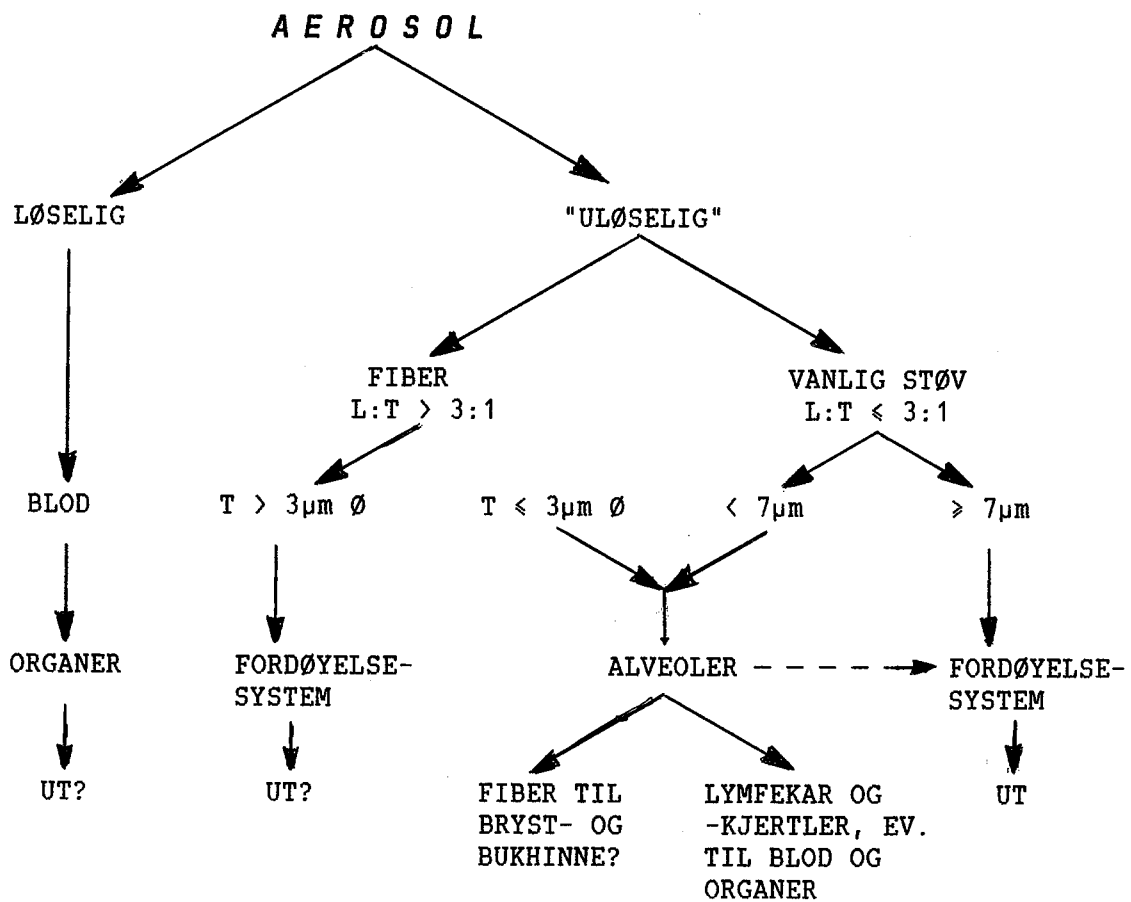 AEROSOL
LØSELIG
"ULØSELIG"
FIBER
L:T > 3:1
VANLIG STØV
L:T ⩽ 3:1
BLOD
T > 3µm Ø
T ⩽ 3µm Ø
< 7µm
⩾ 7µm
ORGANER
FORDØYELSE-
SYSTEM
ALVEOLER
FORDØYELSE-
SYSTEM
UT?
UT?
FIBER TIL
BRYST- OG
BUKHINNE?
LYMFEKAR OG
-KJERTLER, EV.
TIL BLOD OG
ORGANER
UT